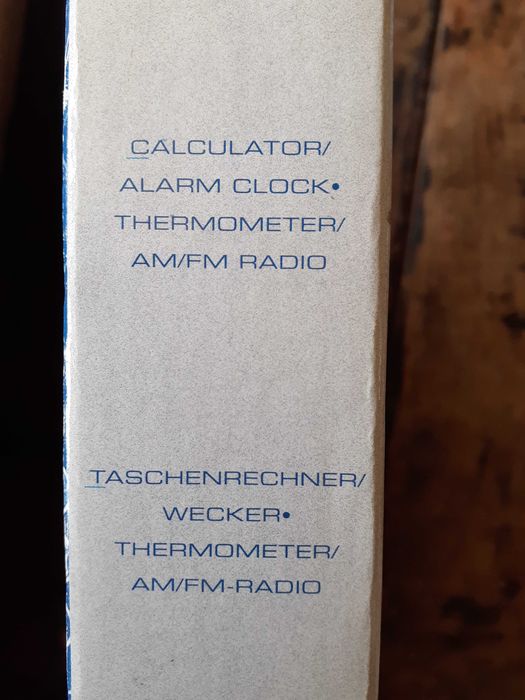 CALCULATOR/
ALARM CLOCK•
THERMOMETER/
AM/FM RADIO
TASCHENRECHNER/
WECKER•
THERMOMETER/
AM/FM-RADIO